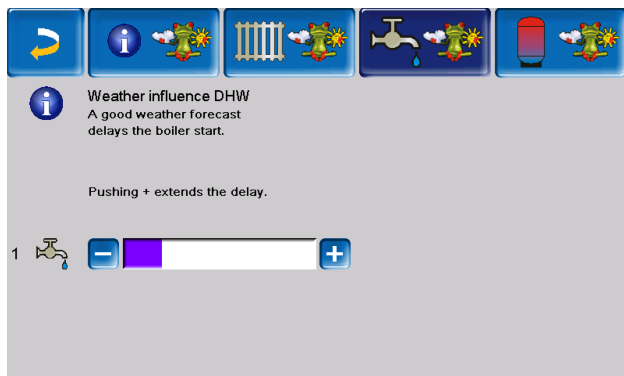 Weather influence DHW
A good weather forecast
delays the boiler start.
Pushing + extends the delay.
1